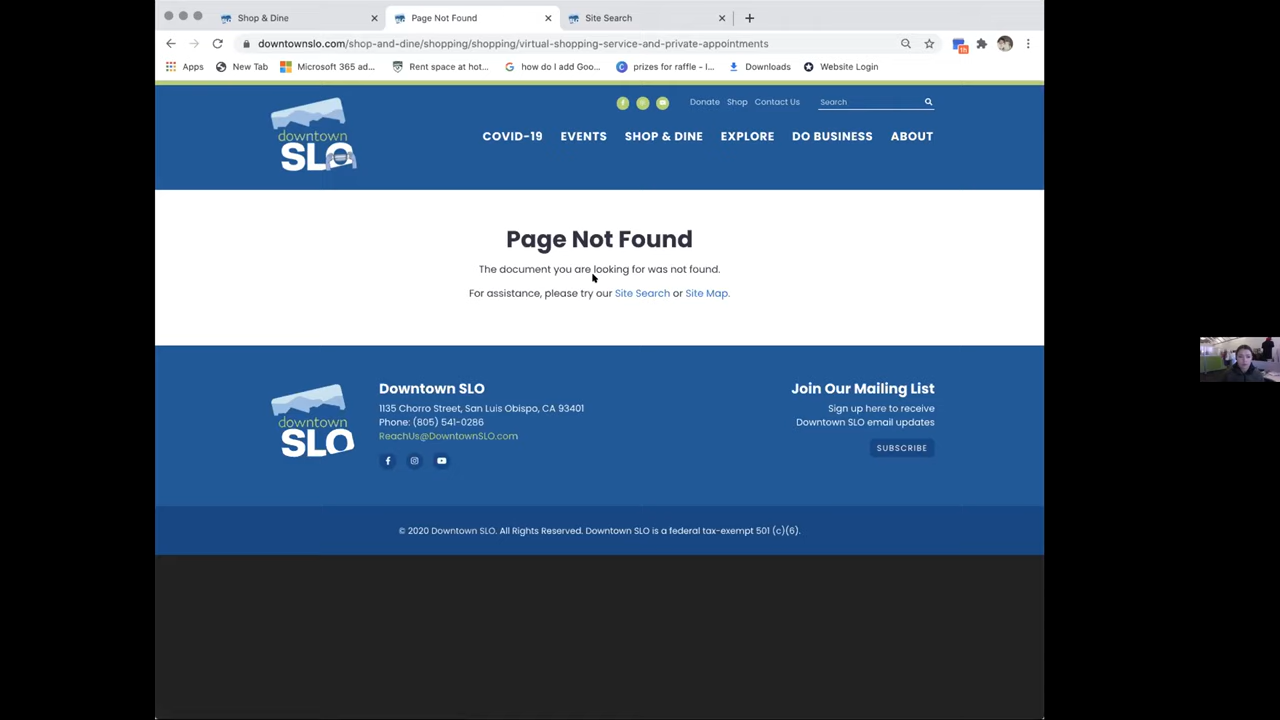 Shop & Dine
Page Not Found
Site Search
downtownslo.com/shop-and-dine/shopping/shopping/virtual-shopping-service-and-private-appointments
Apps
New Tab
Microsoft 365 ad...
Rent space at hot...
how do I add Goo...
prizes for raffle – I...
Downloads
Website Login
Donate Shop Contact Us Search
downtown
SLO
COVID-19 EVENTS SHOP & DINE EXPLORE DO BUSINESS ABOUT
Page Not Found
The document you are looking for was not found.
For assistance, please try our Site Search or Site Map.
downtown
SLO
Downtown SLO
1135 Chorro Street, San Luis Obispo, CA 93401
Phone: (805) 541-0286
ReachUs@DowntownSLO.com
Join Our Mailing List
Sign up here to receive
Downtown SLO email updates
SUBSCRIBE
© 2020 Downtown SLO. All Rights Reserved. Downtown SLO is a federal tax-exempt 501 (c)(6).